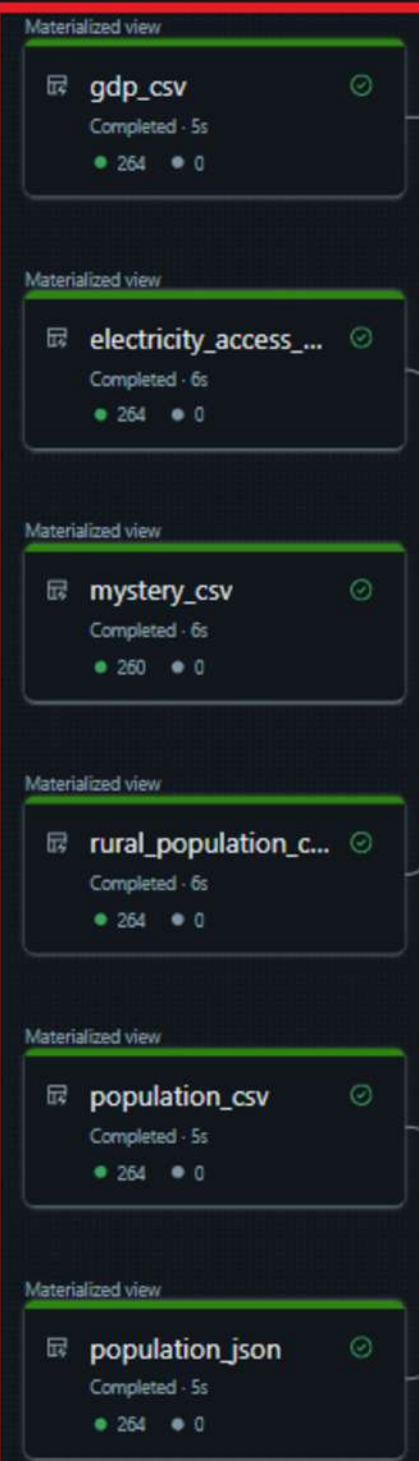 Materialized view
gdp_csv
Completed · 5s
264 0
Materialized view
electricity_access_...
Completed · 6s
264 0
Materialized view
mystery_csv
Completed · 6s
260 0
Materialized view
rural_population_c...
Completed · 6s
264 0
Materialized view
population_csv
Completed · 5s
264 0
Materialized view
population_json
Completed · 5s
264 0